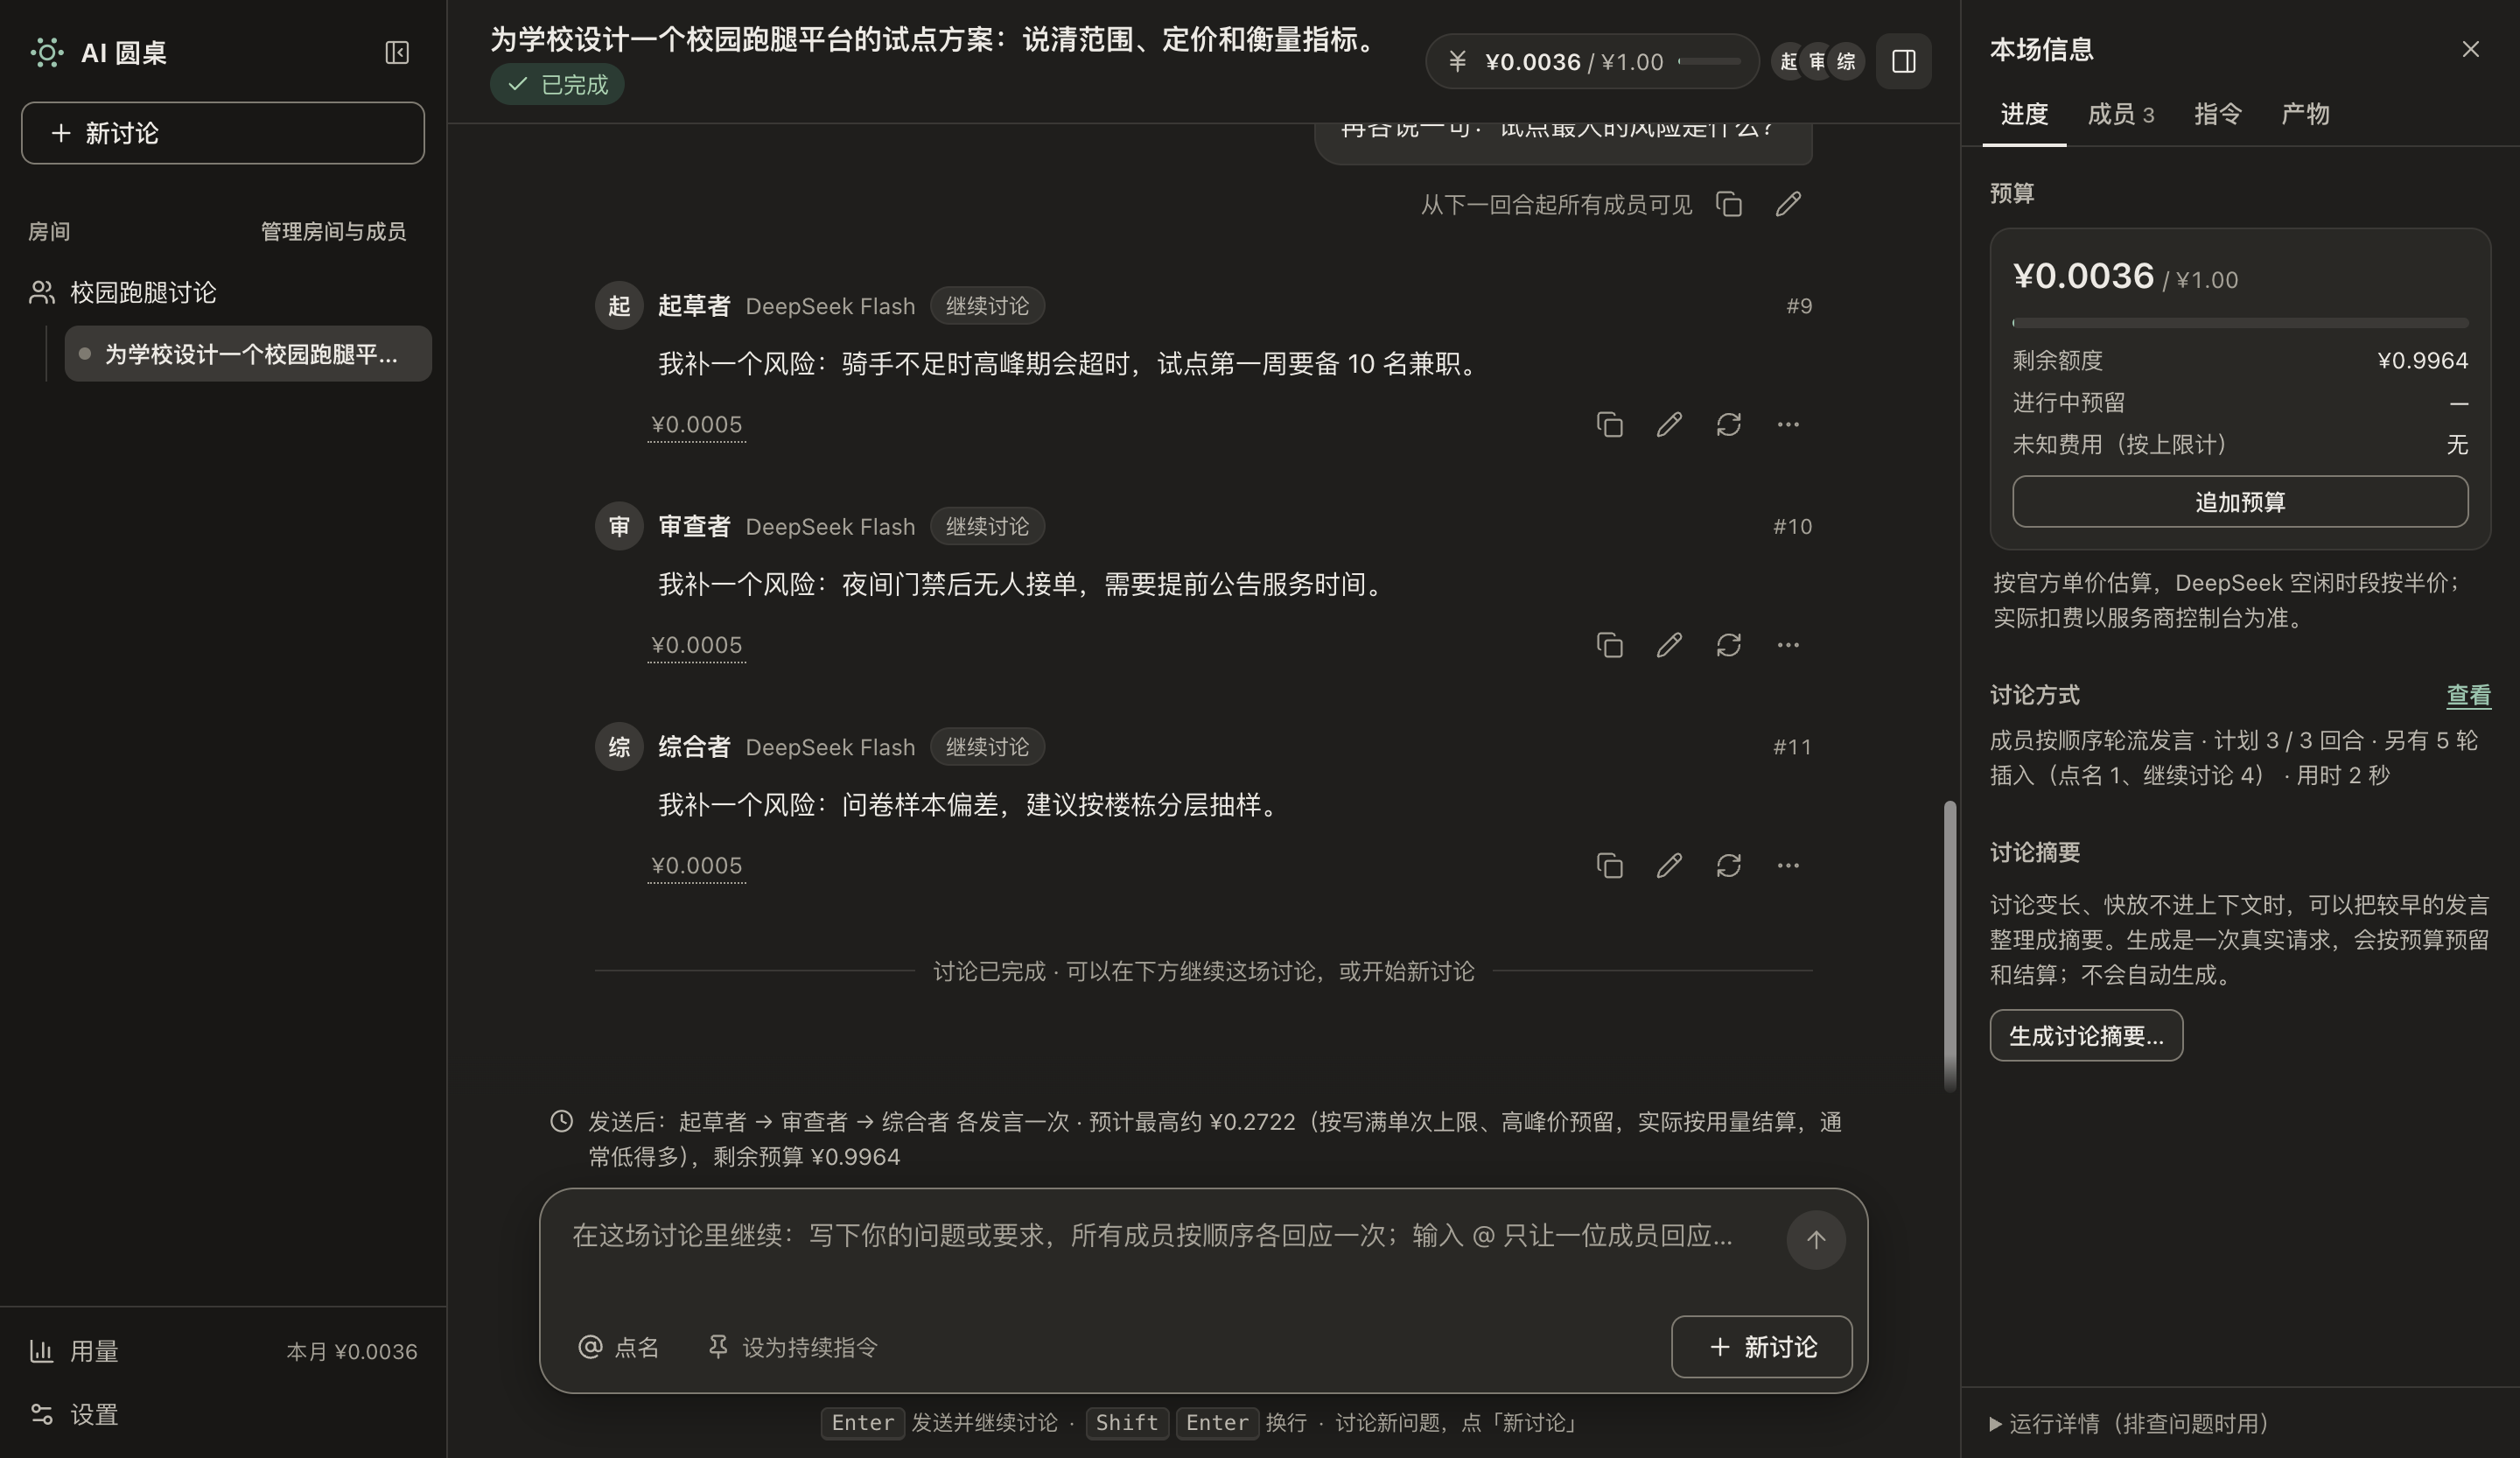 AI 圆桌
新讨论
房间
管理房间与成员
校园跑腿讨论
为学校设计一个校园跑腿平...
用量
本月 ¥0.0036
设置
为学校设计一个校园跑腿平台的试点方案：说清范围、定价和衡量指标。
已完成
¥0.0036 / ¥1.00
起 审 综
再各说一句：试点最大的风险是什么？
从下一回合起所有成员可见
起 起草者 DeepSeek Flash 继续讨论 #9
我补一个风险：骑手不足时高峰期会超时，试点第一周要备 10 名兼职。
¥0.0005
审 审查者 DeepSeek Flash 继续讨论 #10
我补一个风险：夜间门禁后无人接单，需要提前公告服务时间。
¥0.0005
综 综合者 DeepSeek Flash 继续讨论 #11
我补一个风险：问卷样本偏差，建议按楼栋分层抽样。
¥0.0005
讨论已完成 · 可以在下方继续这场讨论，或开始新讨论
发送后：起草者 → 审查者 → 综合者 各发言一次 · 预计最高约 ¥0.2722（按写满单次上限、高峰价预留，实际按用量结算，通
常低得多），剩余预算 ¥0.9964
在这场讨论里继续：写下你的问题或要求，所有成员按顺序各回应一次；输入 @ 只让一位成员回应...
点名
设为持续指令
新讨论
Enter 发送并继续讨论 · Shift Enter 换行 · 讨论新问题，点「新讨论」
本场信息
进度 成员 3 指令 产物
预算
¥0.0036 / ¥1.00
剩余额度 ¥0.9964
进行中预留 —
未知费用（按上限计） 无
追加预算
按官方单价估算，DeepSeek 空闲时段按半价；
实际扣费以服务商控制台为准。
讨论方式 查看
成员按顺序轮流发言 · 计划 3 / 3 回合 · 另有 5 轮
插入（点名 1、继续讨论 4） · 用时 2 秒
讨论摘要
讨论变长、快放不进上下文时，可以把较早的发言
整理成摘要。生成是一次真实请求，会按预算预留
和结算；不会自动生成。
生成讨论摘要...
运行详情（排查问题时用）